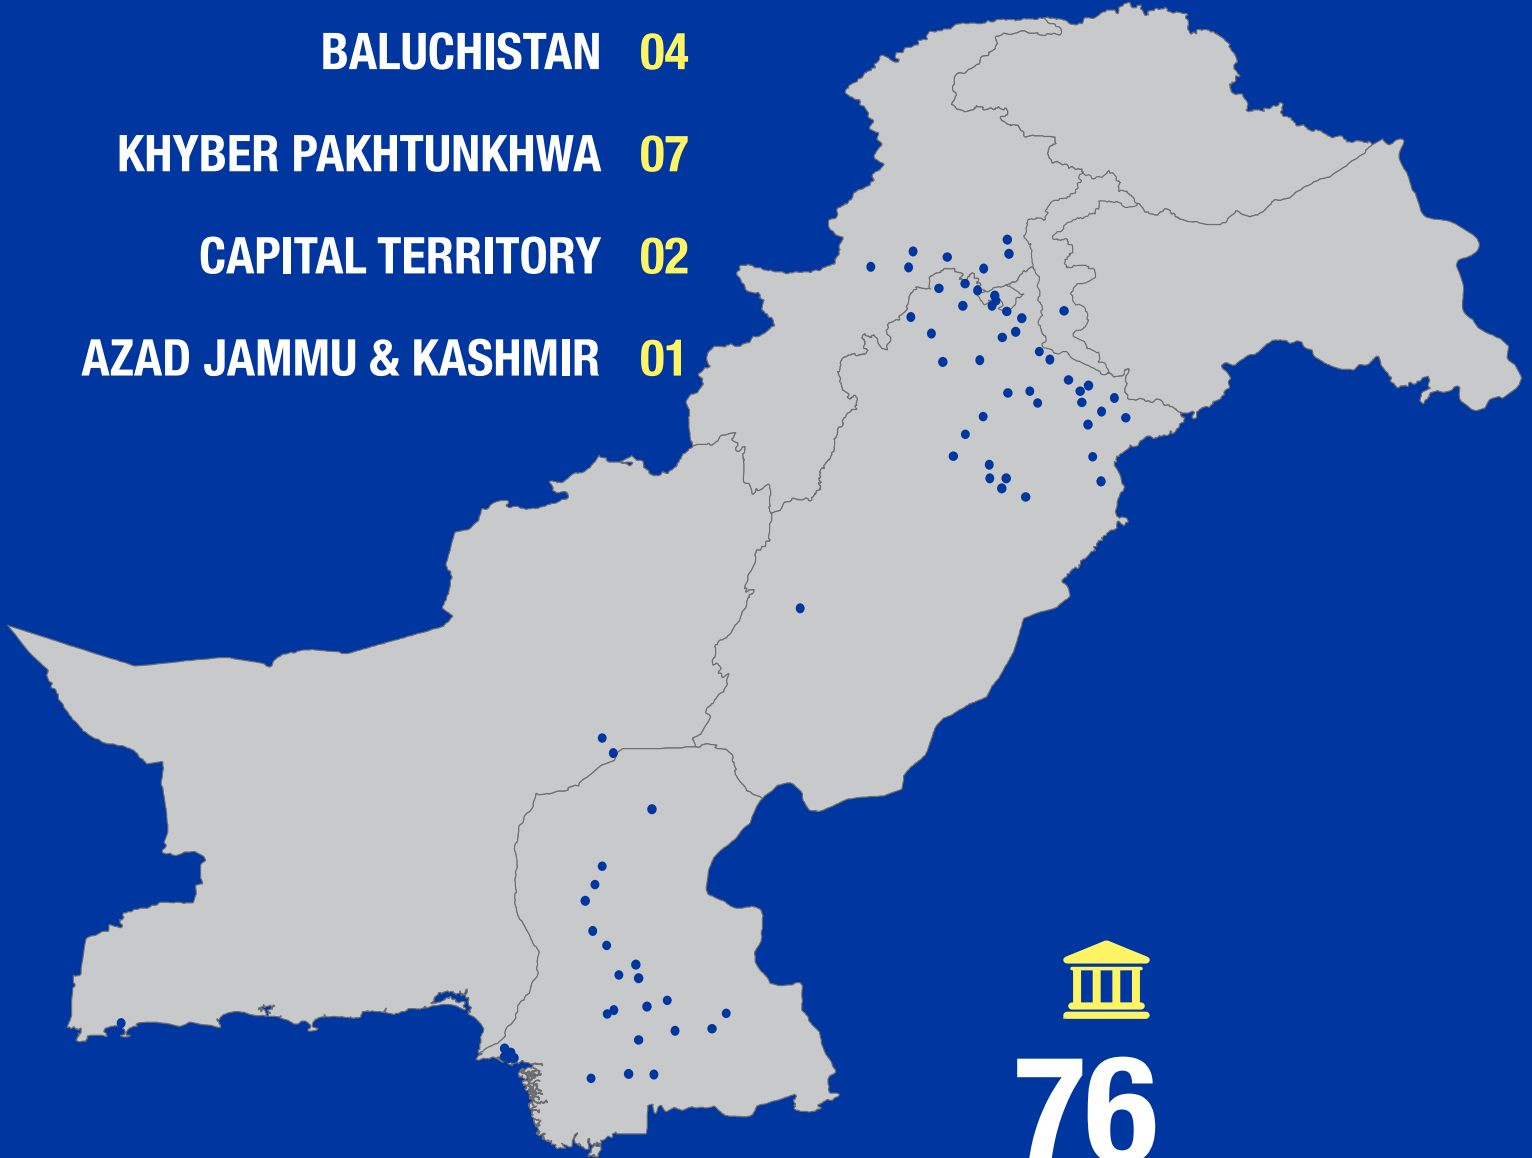 BALUCHISTAN 04
KHYBER PAKHTUNKHWA 07
CAPITAL TERRITORY 02
AZAD JAMMU & KASHMIR 01
76